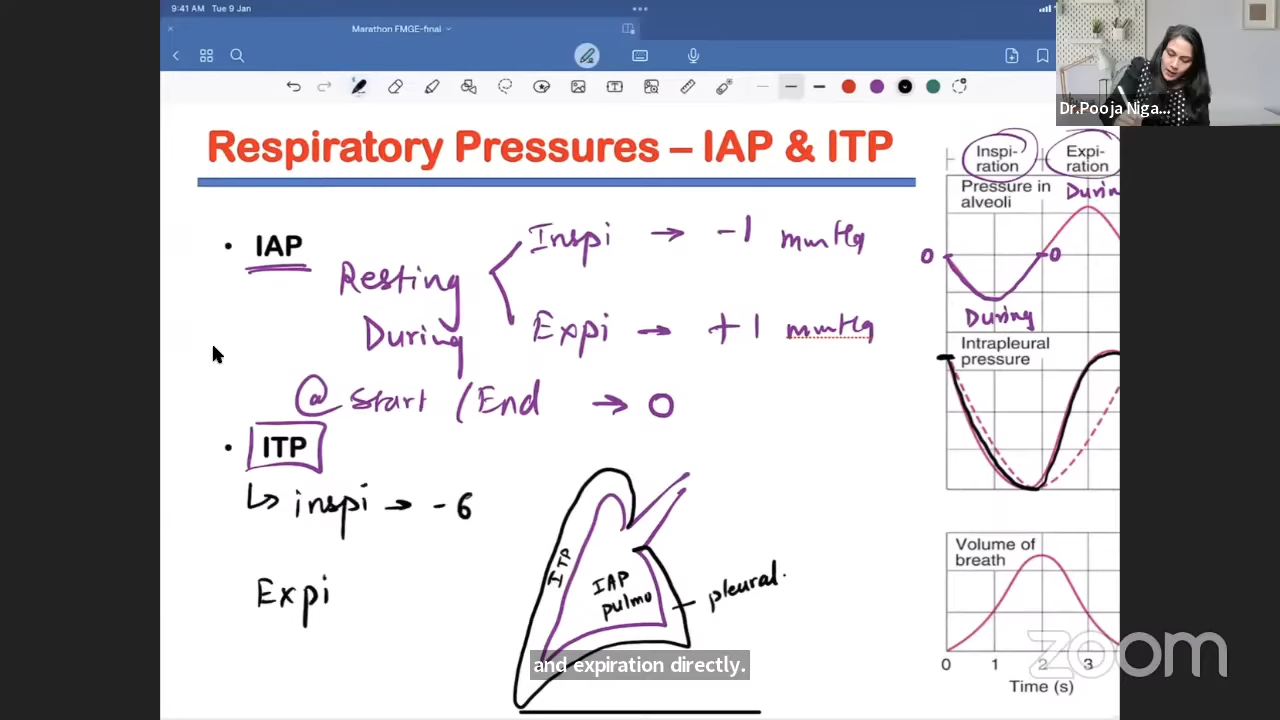 9:41 AM Tue 9 Jan
Marathon FMGE-final
Dr.Pooja Niga...
Respiratory Pressures – IAP & ITP
• IAP
Resting
During
Inspi → -1 mmHg
Expi → +1 mmHg
@ Start / End → 0
• ITP
↳ inspi → -6
Expi
ITP
IAP
pulmo
pleural.
and expiration directly.
Inspi-
ration
Expi-
ration
Pressure in
alveoli
Durin
0
0
During
Intrapleural
pressure
Volume of
breath
0 1 2 3
Time (s)
zoom